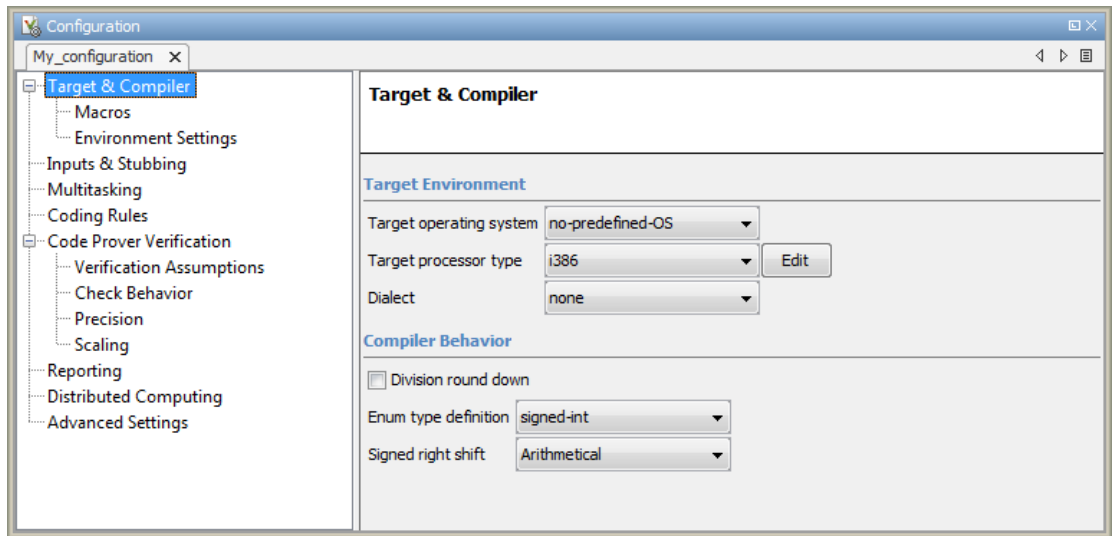 Configuration
My_configuration X
Target & Compiler
Macros
Environment Settings
Inputs & Stubbing
Multitasking
Coding Rules
Code Prover Verification
Verification Assumptions
Check Behavior
Precision
Scaling
Reporting
Distributed Computing
Advanced Settings
Target & Compiler
Target Environment
Target operating system no-predefined-OS
Target processor type i386 Edit
Dialect none
Compiler Behavior
Division round down
Enum type definition signed-int
Signed right shift Arithmetical